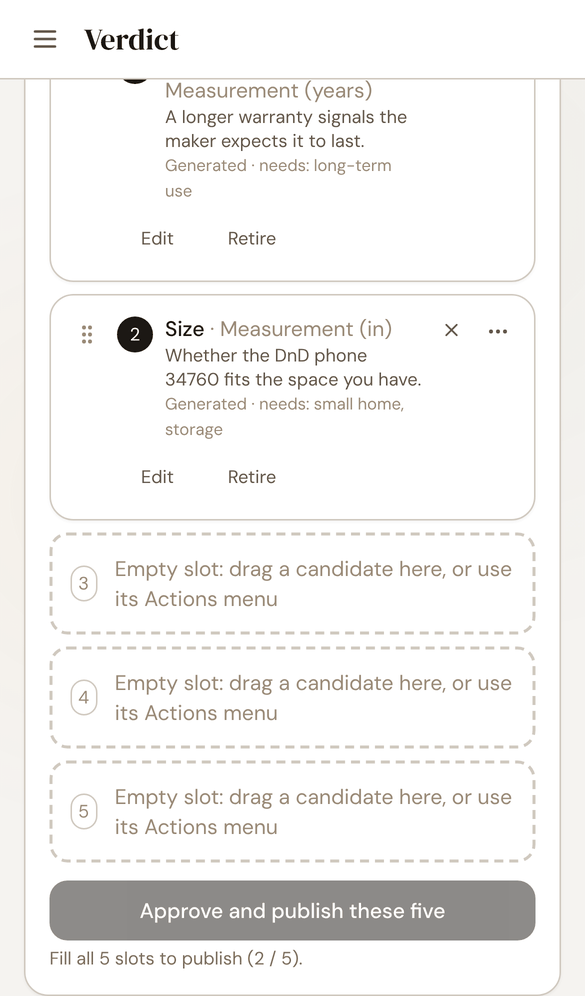 Verdict
Measurement (years)
A longer warranty signals the
maker expects it to last.
Generated · needs: long-term
use
Edit Retire
2 Size · Measurement (in)
Whether the DnD phone
34760 fits the space you have.
Generated · needs: small home,
storage
Edit Retire
3 Empty slot: drag a candidate here, or use
its Actions menu
4 Empty slot: drag a candidate here, or use
its Actions menu
5 Empty slot: drag a candidate here, or use
its Actions menu
Approve and publish these five
Fill all 5 slots to publish (2 / 5).